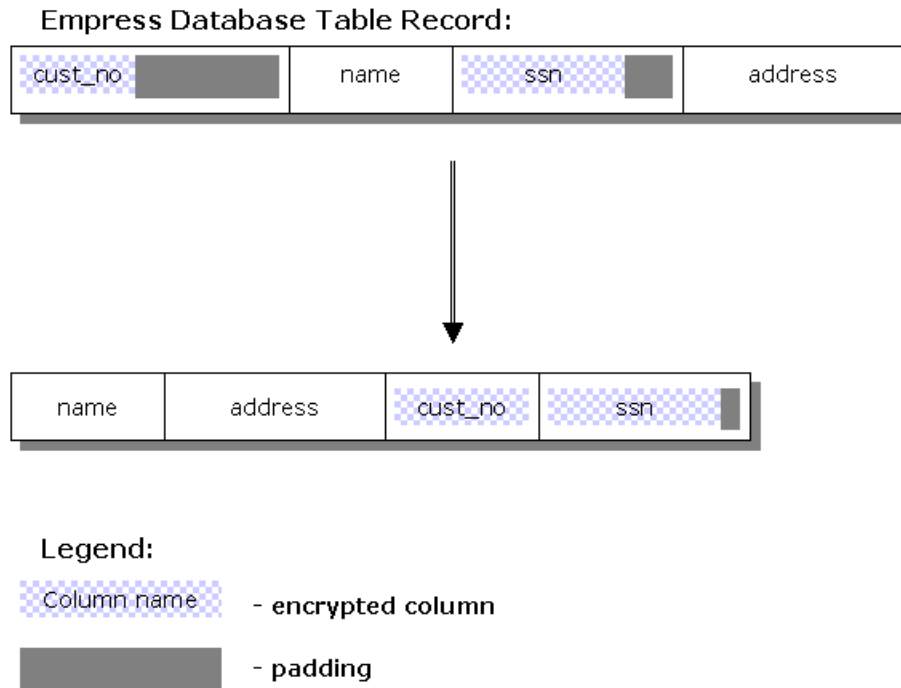 Empress Database Table Record:
cust_no name ssn address
name address cust_no ssn
Legend:
Column name - encrypted column
- padding